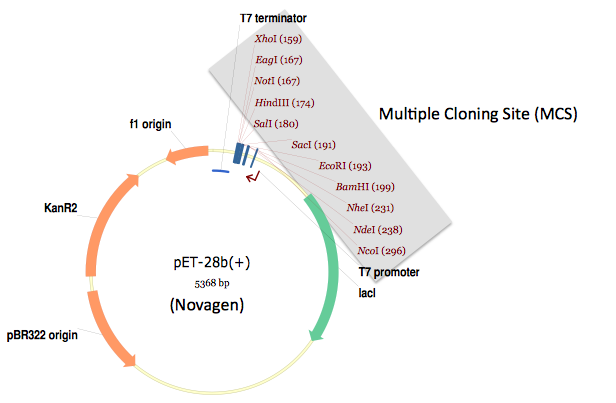 T7 terminator
XhoI (159)
EagI (167)
NotI (167)
HindIII (174)
SalI (180)
SacI (191)
EcoRI (193)
BamHI (199)
NheI (231)
NdeI (238)
NcoI (296)
Multiple Cloning Site (MCS)
f1 origin
KanR2
pET-28b(+)
5368 bp
(Novagen)
T7 promoter
lacI
pBR322 origin